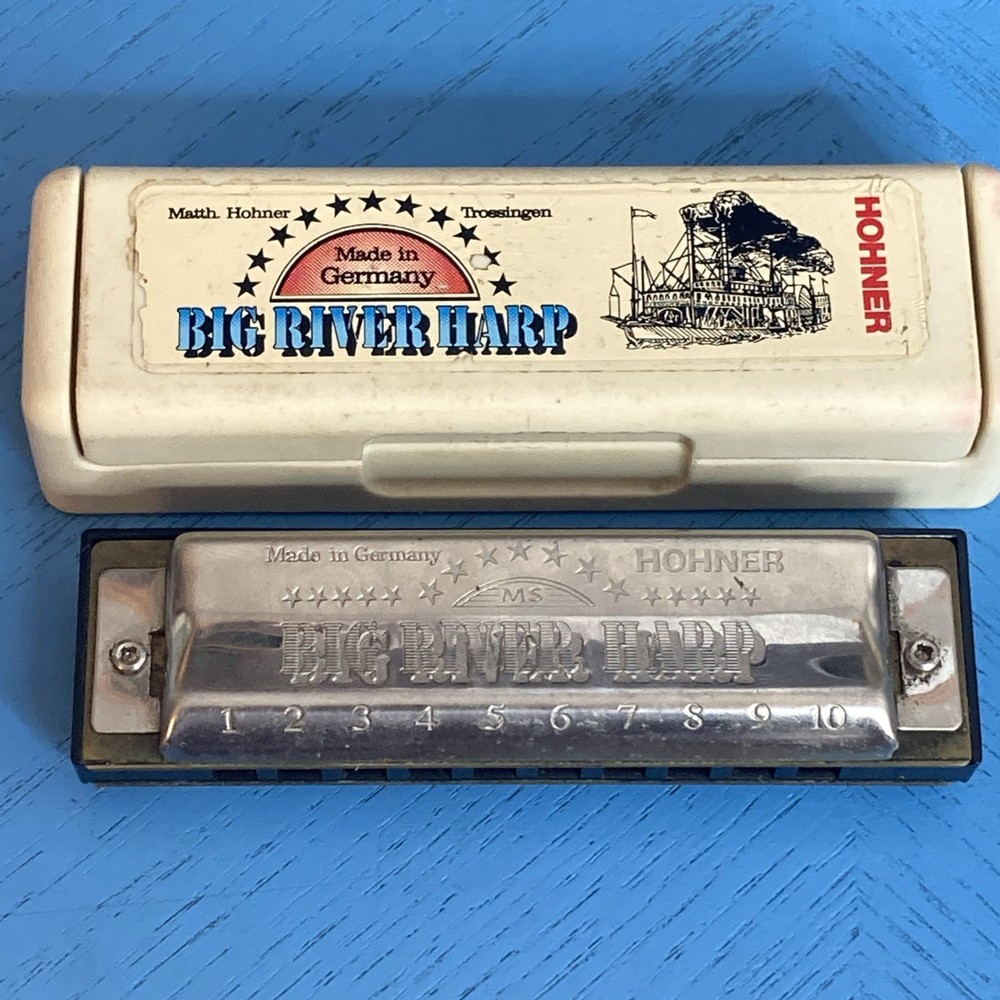 Matth. Hohner Trossingen
Made in
Germany
BIG RIVER HARP
HOHNER
Made in Germany HOHNER
MS
BIG RIVER HARP
1 2 3 4 5 6 7 8 9 10